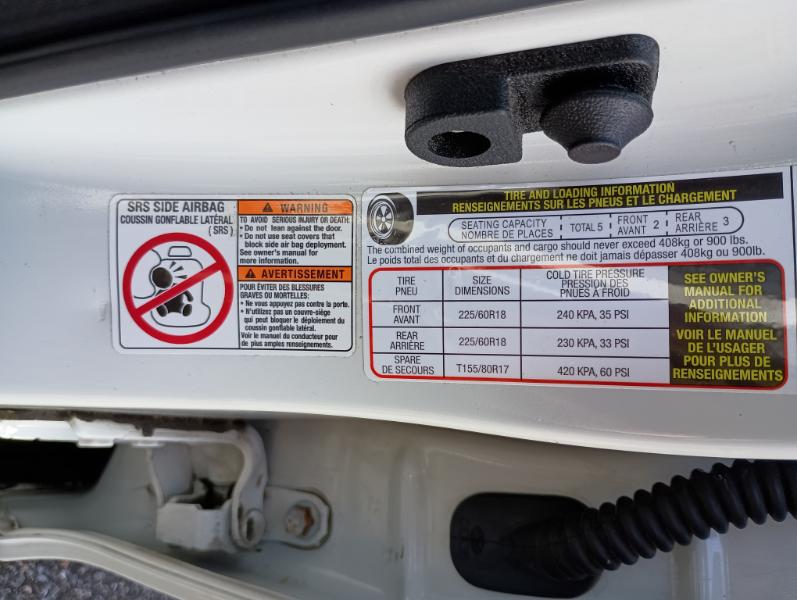 SRS SIDE AIRBAG
COUSSIN GONFLABLE LATÉRAL
( SRS )
WARNING
TO AVOID SERIOUS INJURY OR DEATH:
• Do not lean against the door.
• Do not use seat covers that
block side air bag deployment.
See owner's manual for
more information.
AVERTISSEMENT
POUR ÉVITER DES BLESSURES
GRAVES OU MORTELLES:
• Ne vous appuyez pas contre la porte.
• N'utilizes pas un couvre-siège
qui peut bloquer le déploiement du
coussin gonflable latéral.
Voir le manuel du conducteur pour
de plus amples renseignements.
TIRE AND LOADING INFORMATION
RENSEIGNEMENTS SUR LES PNEUS ET LE CHARGEMENT
SEATING CAPACITY
NOMBRE DE PLACES
TOTAL 5
FRONT
AVANT 2
REAR
ARRIÈRE 3
The combined weight of occupants and cargo should never exceed 408kg or 900 lbs.
Le poids total des occupants et du chargement ne doit jamais dépasser 408kg ou 900lb.
TIRE
PNEU
SIZE
DIMENSIONS
COLD TIRE PRESSURE
PRESSION DES
PNUES À FROID
FRONT
AVANT
225/60R18
240 KPA, 35 PSI
REAR
ARRIÈRE
225/60R18
230 KPA, 33 PSI
SPARE
DE SECOURS
T155/80R17
420 KPA, 60 PSI
SEE OWNER'S
MANUAL FOR
ADDITIONAL
INFORMATION
VOIR LE MANUEL
DE L'USAGER
POUR PLUS DE
RENSEIGNEMENTS